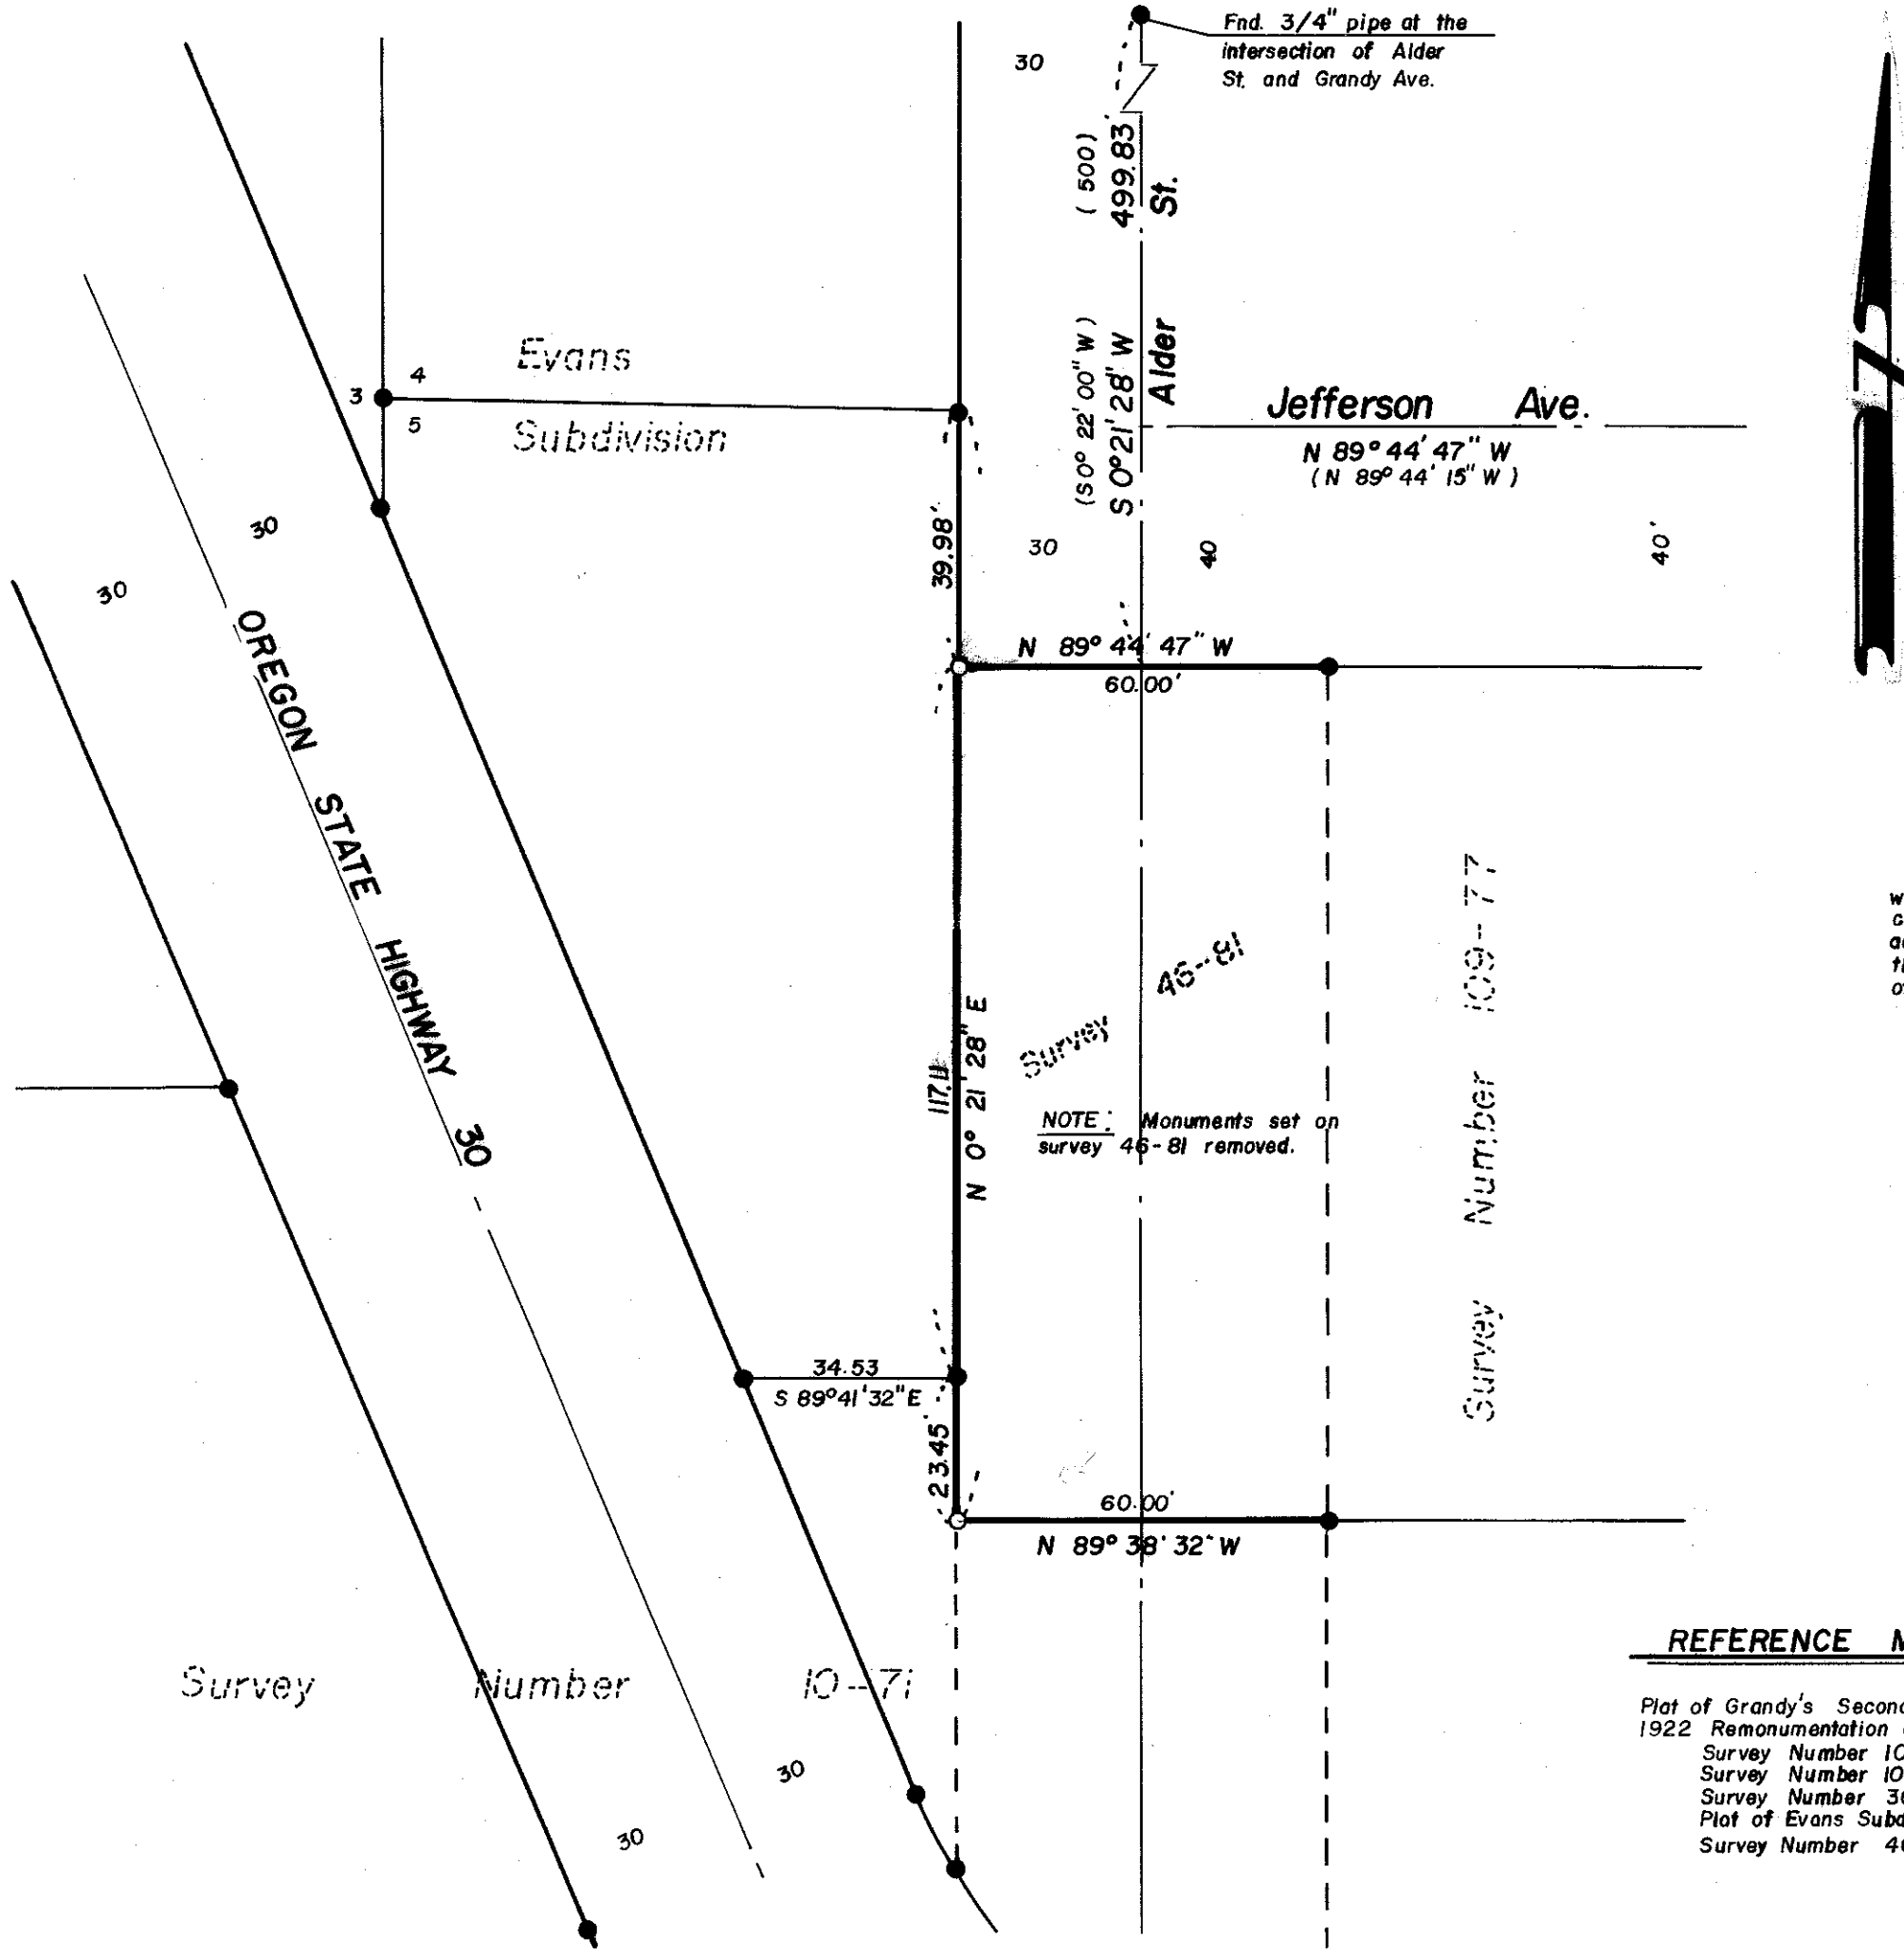 Fnd. 3/4" pipe at the
intersection of Alder
St. and Grandy Ave.
30
( 500)
499.83'
St.
(S 0° 22' 00" W)
S 0° 21' 28" W
Alder
Evans
Subdivision
3
4
5
Jefferson Ave.
N 89° 44' 47" W
(N 89° 44' 15" W)
39.98'
30
40
40'
30
30
OREGON STATE HIGHWAY 30
N 89° 44' 47" W
60.00'
Survey 46-81
117.11
N 0° 21' 28" E
NOTE: Monuments set on
survey 46-81 removed.
Survey Number 109-77
34.53
S 89° 41' 32" E
23.45'
60.00'
N 89° 38' 32" W
Survey Number 10-71
30
30
REFERENCE
Plat of Grandy's
1922 Remonumentation
Survey Number
Survey Number
Survey Number
Plat of Evans
Survey Number